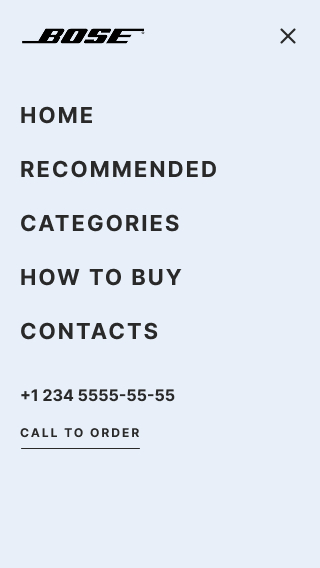 BOSE
HOME
RECOMMENDED
CATEGORIES
HOW TO BUY
CONTACTS
+1 234 5555-55-55
CALL TO ORDER